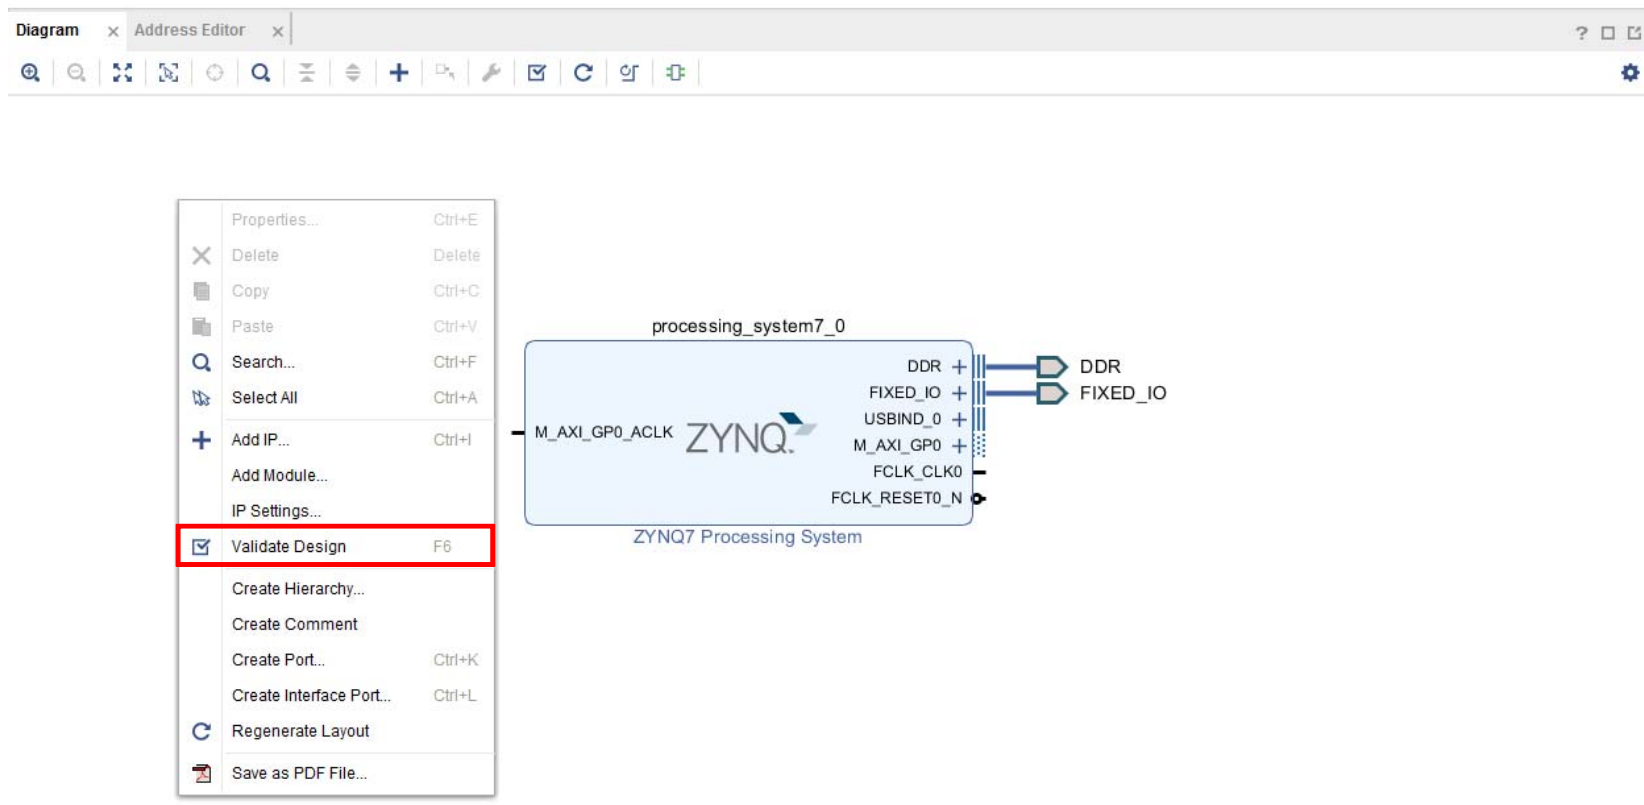 Diagram Address Editor
Properties... Ctrl+E
Delete Delete
Copy Ctrl+C
Paste Ctrl+V
Search... Ctrl+F
Select All Ctrl+A
Add IP... Ctrl+I
Add Module...
IP Settings...
Validate Design F6
Create Hierarchy...
Create Comment
Create Port... Ctrl+K
Create Interface Port... Ctrl+L
Regenerate Layout
Save as PDF File...
processing_system7_0
M_AXI_GP0_ACLK
ZYNQ
DDR
FIXED_IO
USBIND_0
M_AXI_GP0
FCLK_CLK0
FCLK_RESET0_N
ZYNQ7 Processing System
DDR
FIXED_IO